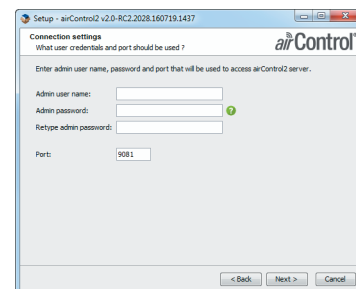 Setup - airControl2 v2.0-RC2.2028.160719.1437
Connection settings
What user credentials and port should be used ?
airControl
Enter admin user name, password and port that will be used to access airControl2 server.
Admin user name:
Admin password:
?
Retype admin password:
Port:
9081
< Back
Next >
Cancel